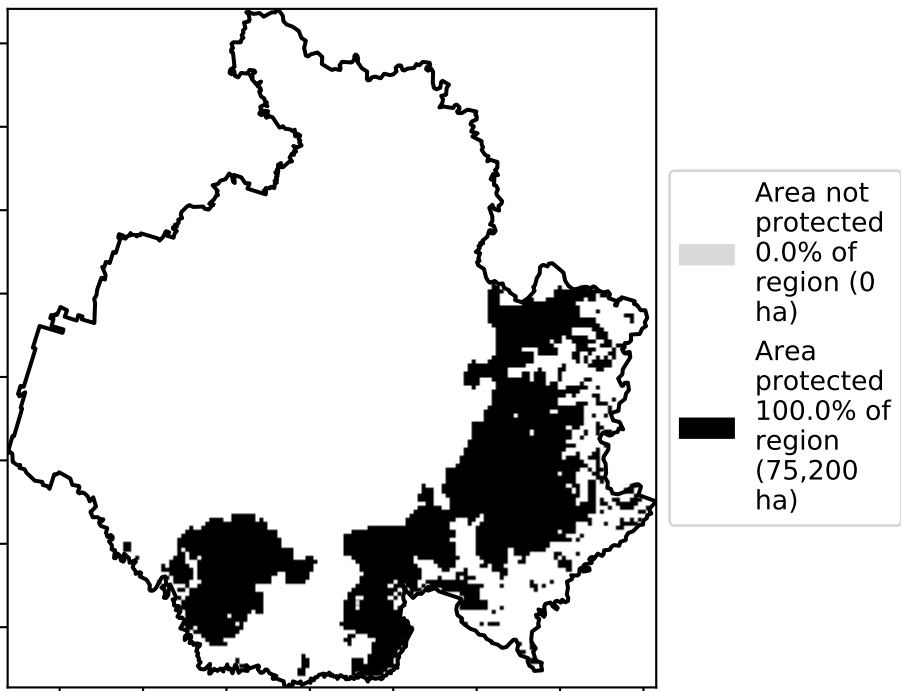 Area not
protected
0.0% of
region (0
ha)
Area
protected
100.0% of
region
(75,200
ha)